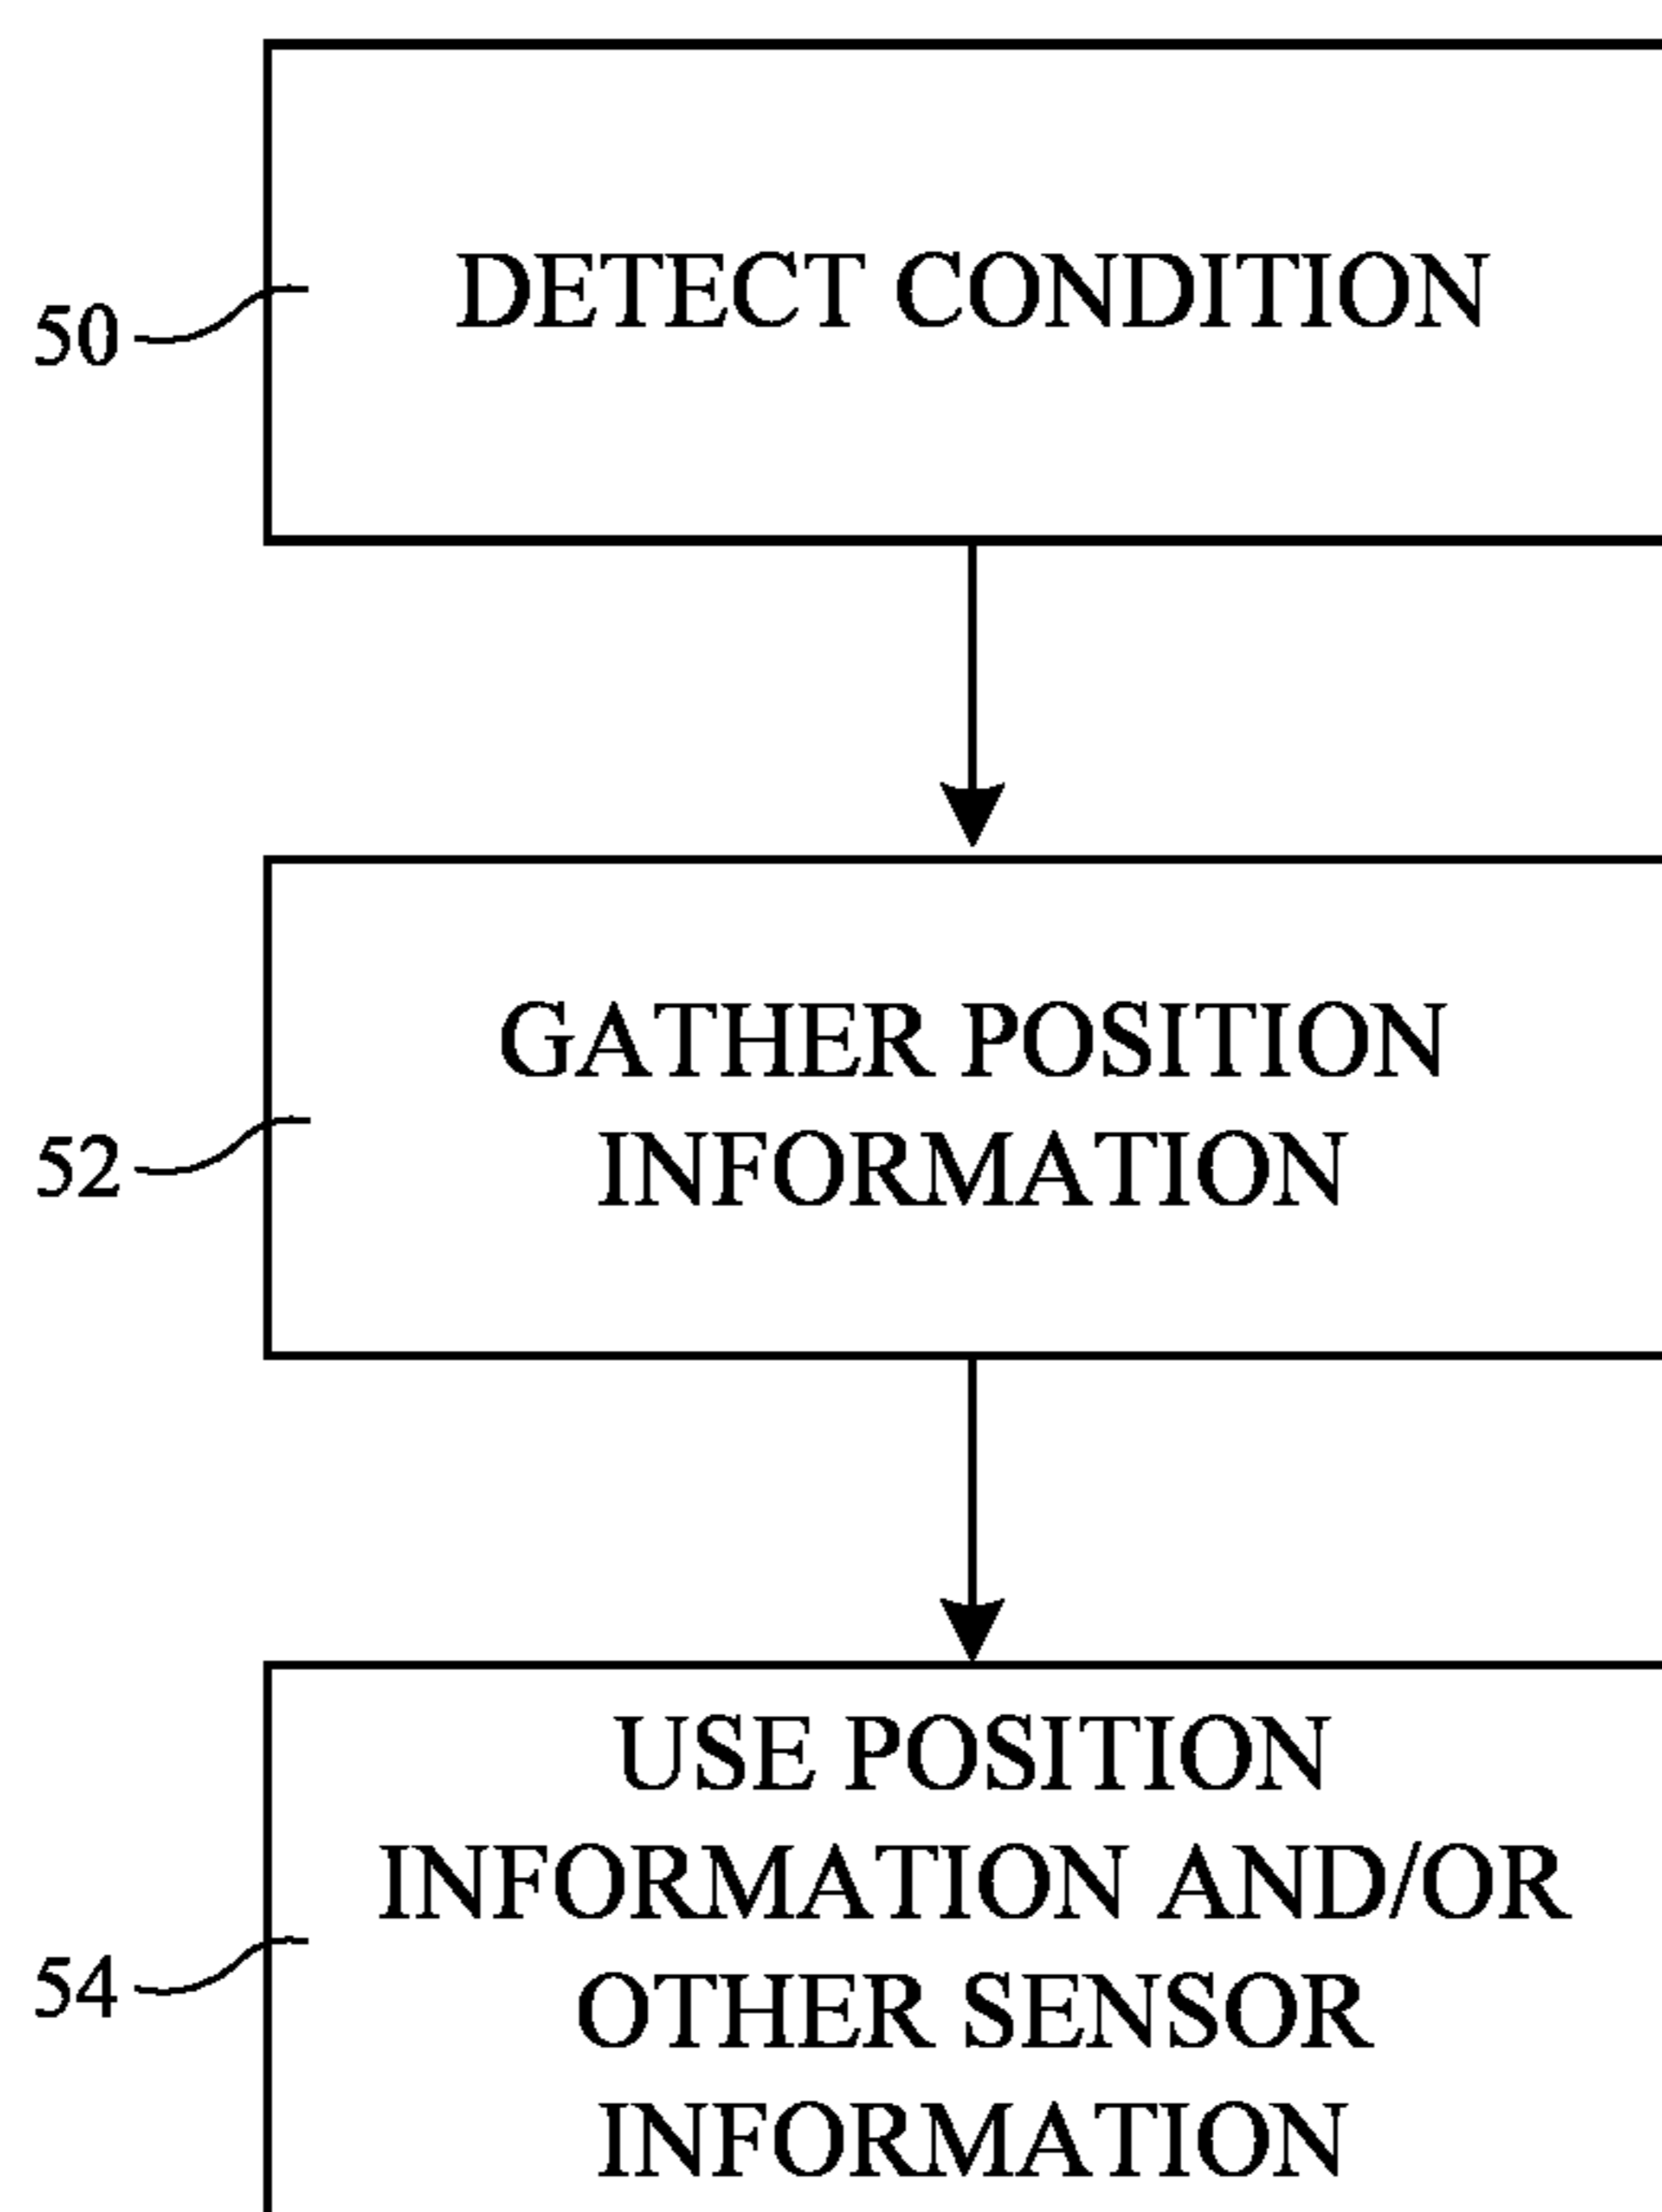 DETECT CONDITION
50
GATHER POSITION
INFORMATION
52
USE POSITION
INFORMATION AND/OR
OTHER SENSOR
INFORMATION
54